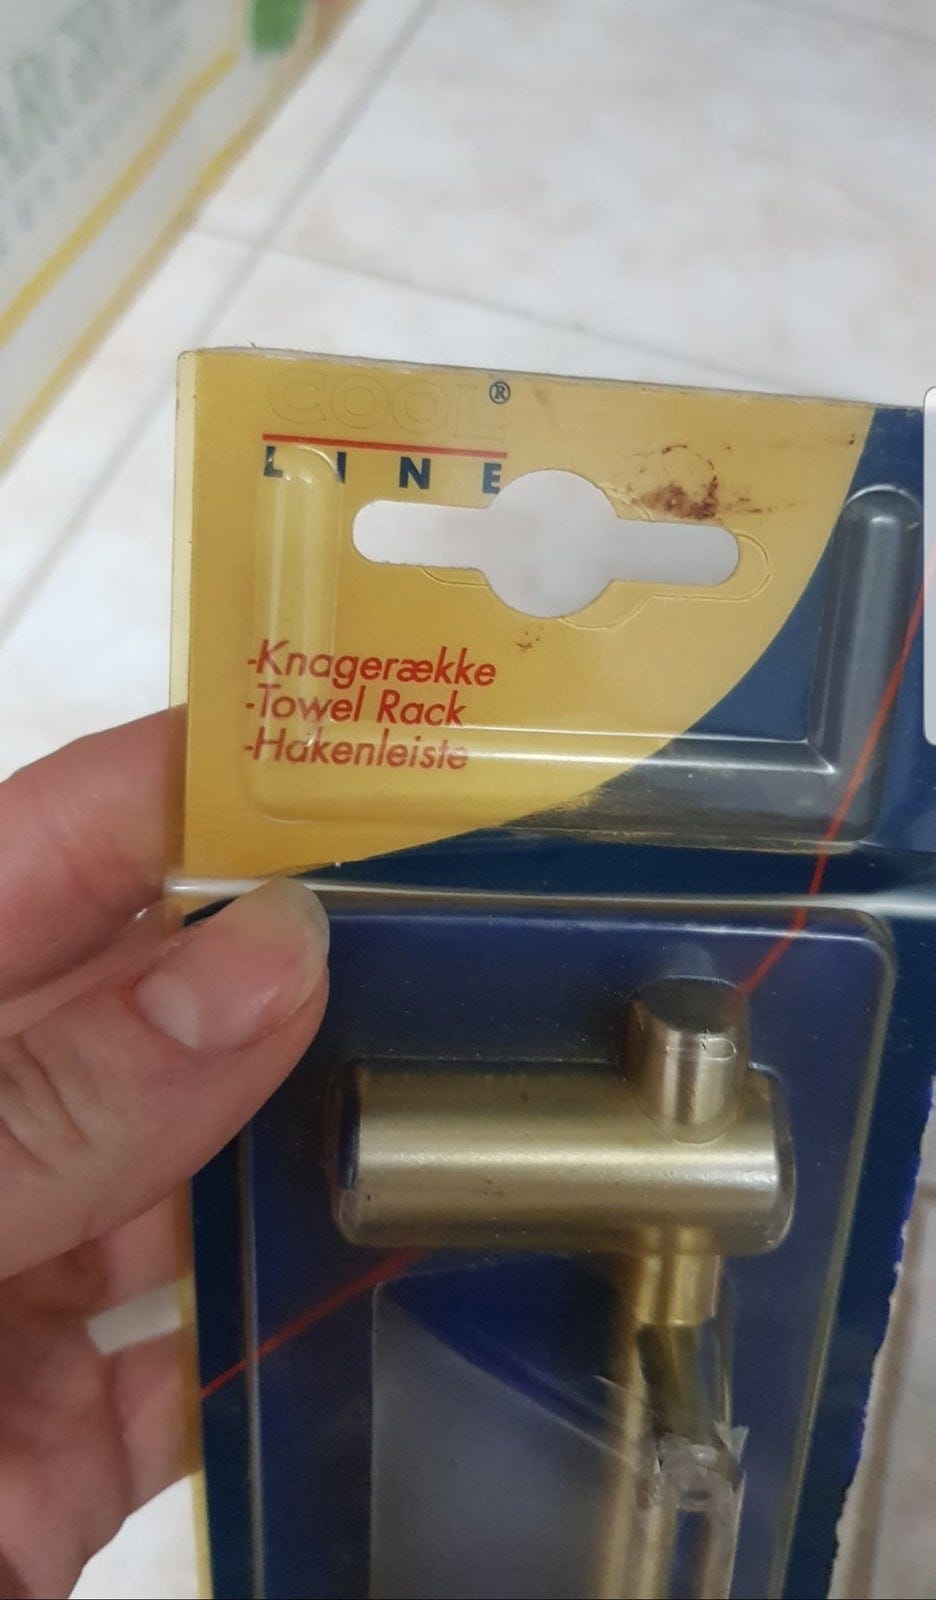 COOL®
LINE
-Knagerække
-Towel Rack
-Hakenleiste